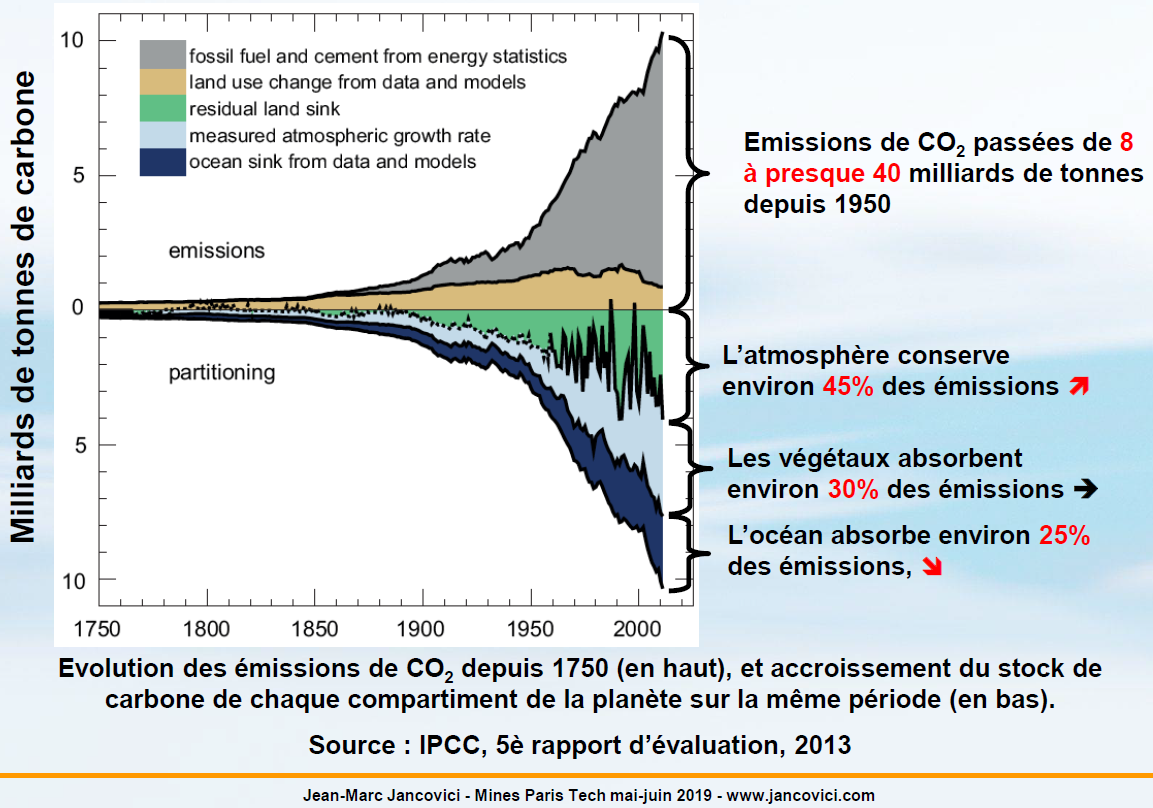 Milliards de tonnes de carbone
10
5
0
5
10
fossil fuel and cement from energy statistics
land use change from data and models
residual land sink
measured atmospheric growth rate
ocean sink from data and models
emissions
partitioning
1750 1800 1850 1900 1950 2000
Emissions de CO₂ passées de 8
à presque 40 milliards de tonnes
depuis 1950
L’atmosphère conserve
environ 45% des émissions
Les végétaux absorbent
environ 30% des émissions
L’océan absorbe environ 25%
des émissions,
Evolution des émissions de CO₂ depuis 1750 (en haut), et accroissement du stock de
carbone de chaque compartiment de la planète sur la même période (en bas).
Source : IPCC, 5è rapport d’évaluation, 2013
Jean-Marc Jancovici - Mines Paris Tech mai-juin 2019 - www.jancovici.com